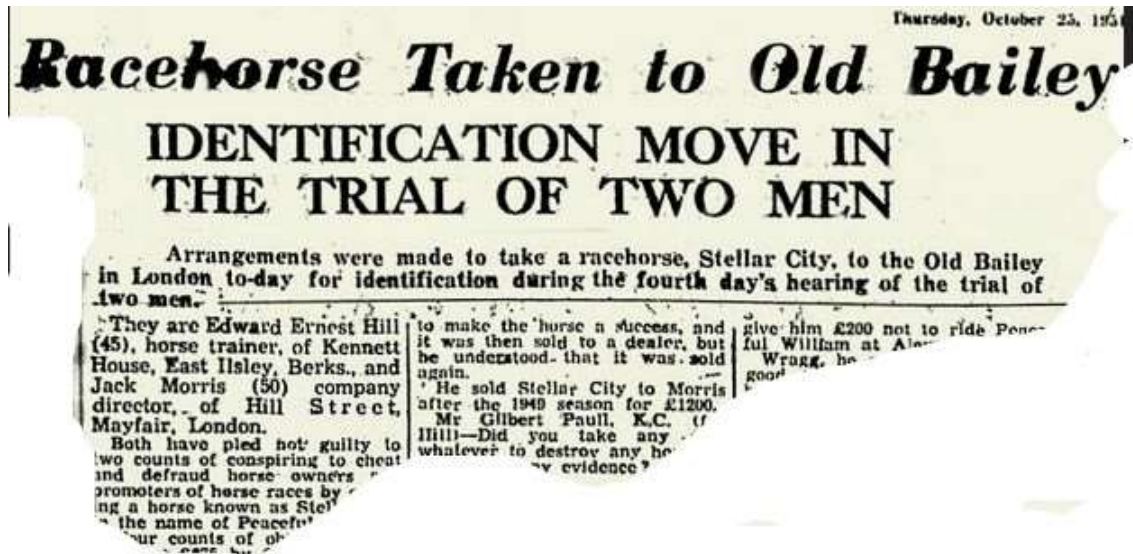 Thursday, October 25, 1951
Racehorse Taken to Old Bailey
IDENTIFICATION MOVE IN
THE TRIAL OF TWO MEN
Arrangements were made to take a racehorse, Stellar City, to the Old Bailey
in London to-day for identification during the fourth day's hearing of the trial of
two men.
They are Edward Ernest Hill
(45), horse trainer, of Kennett
House, East Ilsley, Berks., and
Jack Morris (50) company
director, of Hill Street,
Mayfair, London.
Both have pled not guilty to
two counts of conspiring to cheat
and defraud horse owners
promoters of horse races by
ing a horse known as
the name of
counts of
to make the horse a success, and
it was then sold to a dealer, but
he understood that it was sold
again.
He sold Stellar City to Morris
after the 1949 season for £1200.
Mr Gilbert Paull, K.C.
Hill)—Did you take any
whatever to destroy any
evidence?
give him £200 not to ride
ful William at
Wragg, he
good